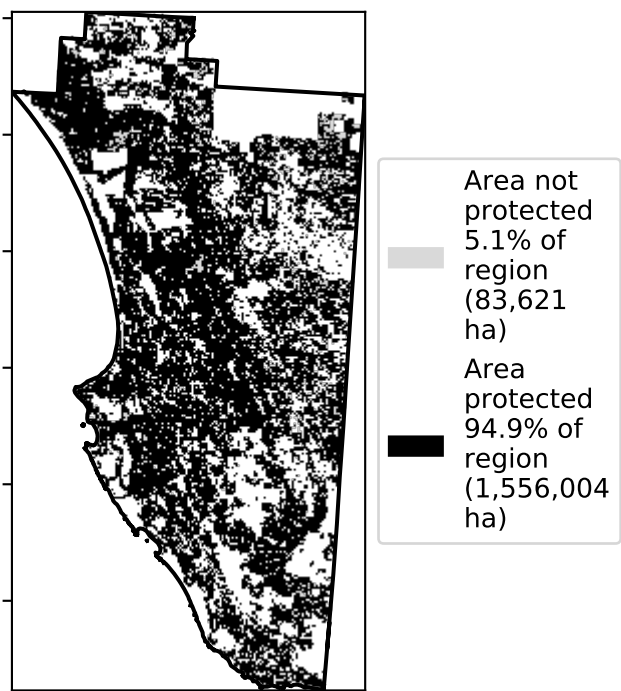 Area not
protected
5.1% of
region
(83,621
ha)
Area
protected
94.9% of
region
(1,556,004
ha)